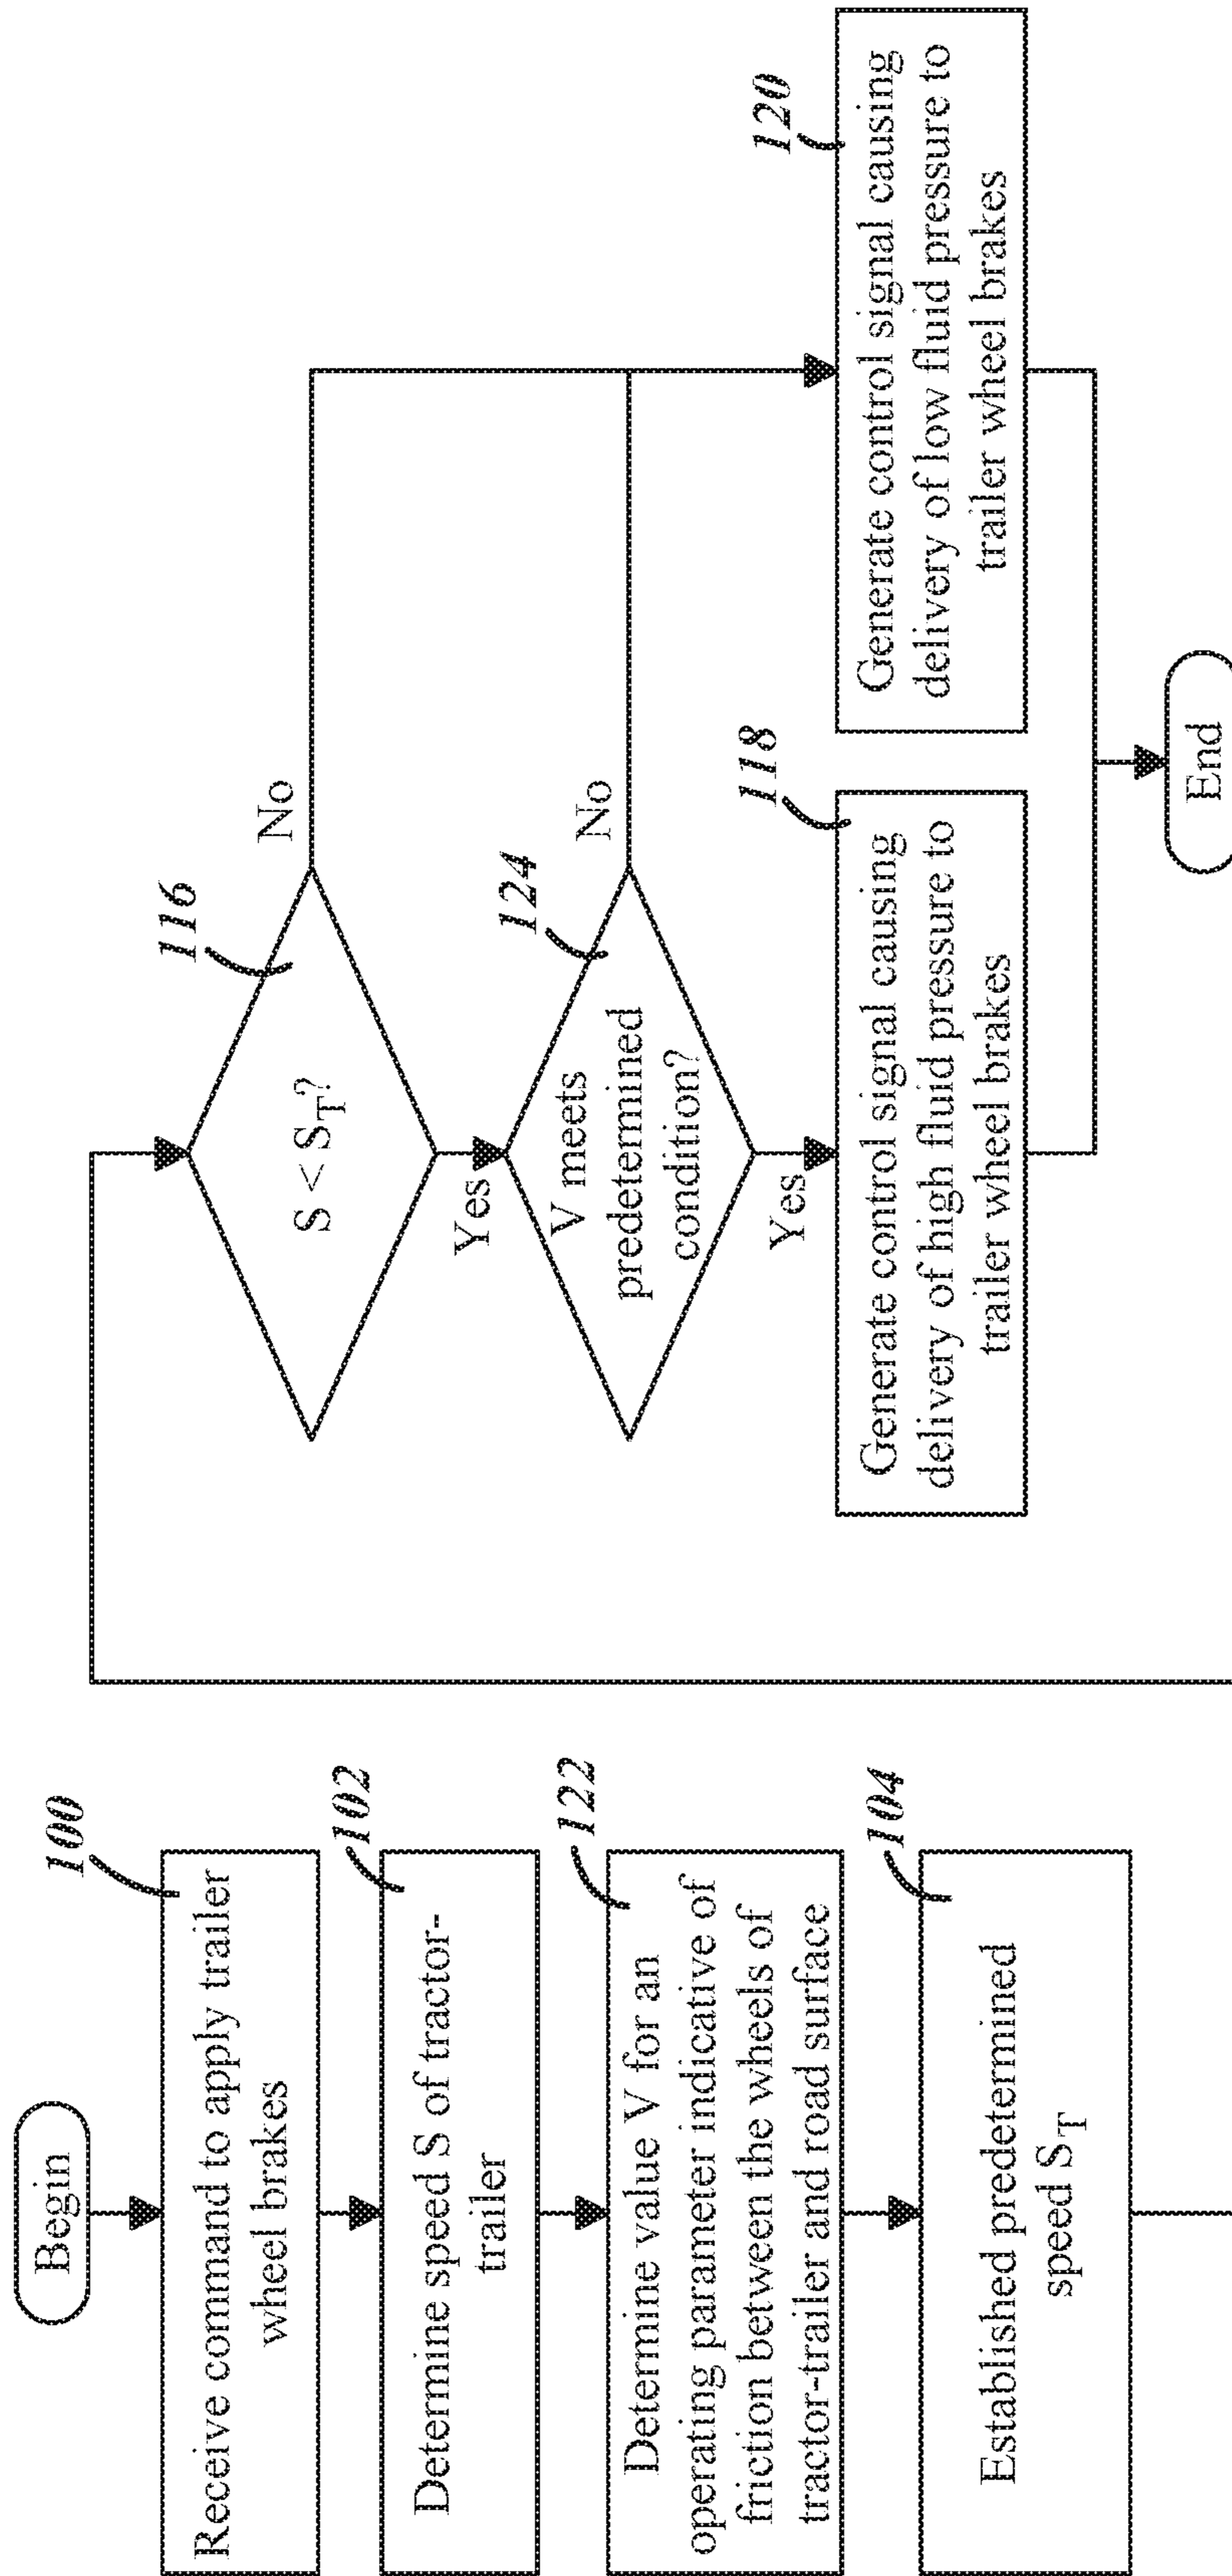 Begin
100
Receive command to apply trailer
wheel brakes
102
Determine speed S of tractor-
trailer
122
Determine value V for an
operating parameter indicative of
friction between the wheels of
tractor-trailer and road surface
104
Established predetermined
speed S_T
116
S < S_T?
No
Yes
124
V meets
predetermined
condition?
No
Yes
118
Generate control signal causing
delivery of high fluid pressure to
trailer wheel brakes
120
Generate control signal causing
delivery of low fluid pressure to
trailer wheel brakes
End